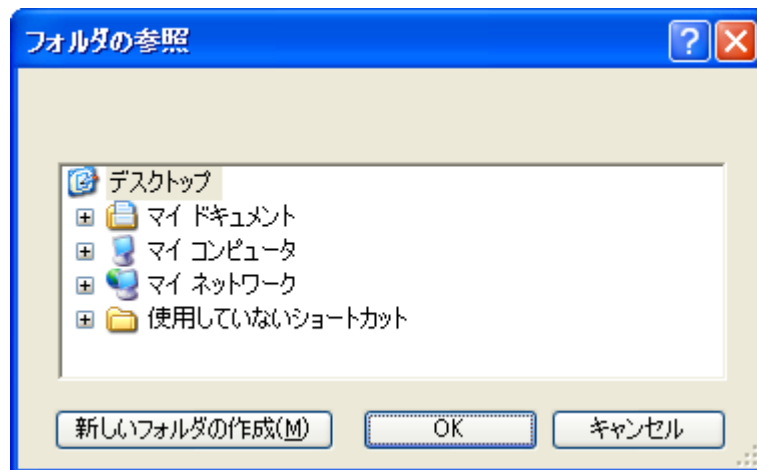 フォルダの参照
デスクトップ
マイ ドキュメント
マイ コンピュータ
マイ ネットワーク
使用していないショートカット
新しいフォルダの作成(M) OK キャンセル